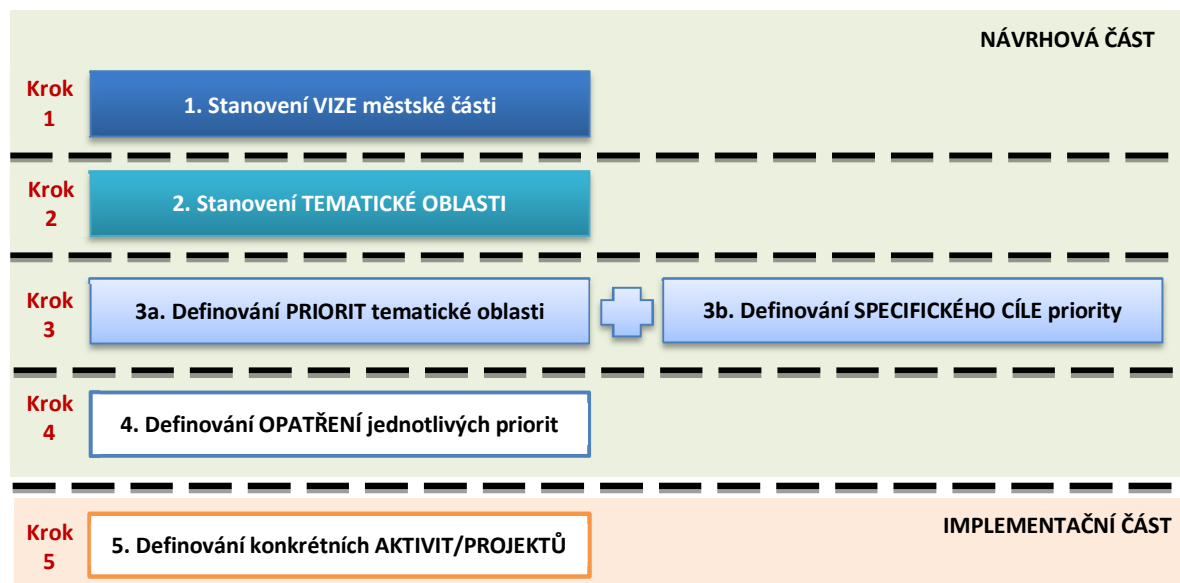 NÁVRHOVÁ ČÁST
Krok
1
1. Stanovení VIZE městské části
Krok
2
2. Stanovení TEMATICKÉ OBLASTI
Krok
3
3a. Definování PRIORIT tematické oblasti
3b. Definování SPECIFICKÉHO CÍLE priority
Krok
4
4. Definování OPATŘENÍ jednotlivých priorit
IMPLEMENTAČNÍ ČÁST
Krok
5
5. Definování konkrétních AKTIVIT/PROJEKTŮ